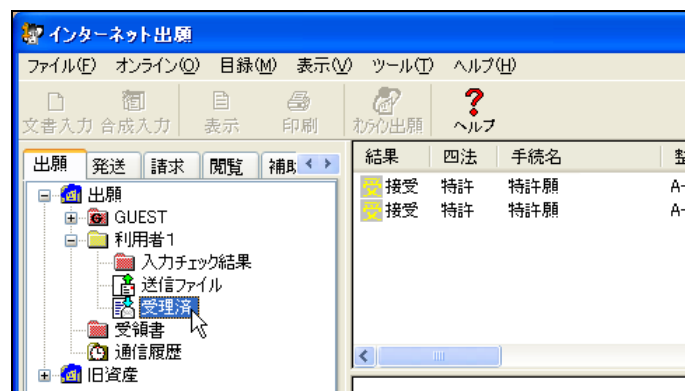 インターネット出願
ファイル(F) オンライン(O) 目録(M) 表示(V) ツール(T) ヘルプ(H)
文書入力 合成入力 表示 印刷 オンライン出願 ヘルプ
出願 発送 請求 閲覧 補助
結果 四法 手続名 整
受 接受 特許 特許願 A-
受 接受 特許 特許願 A-
出願
GUEST
利用者1
入力チェック結果
送信ファイル
受理済
受領書
通信履歴
旧資産